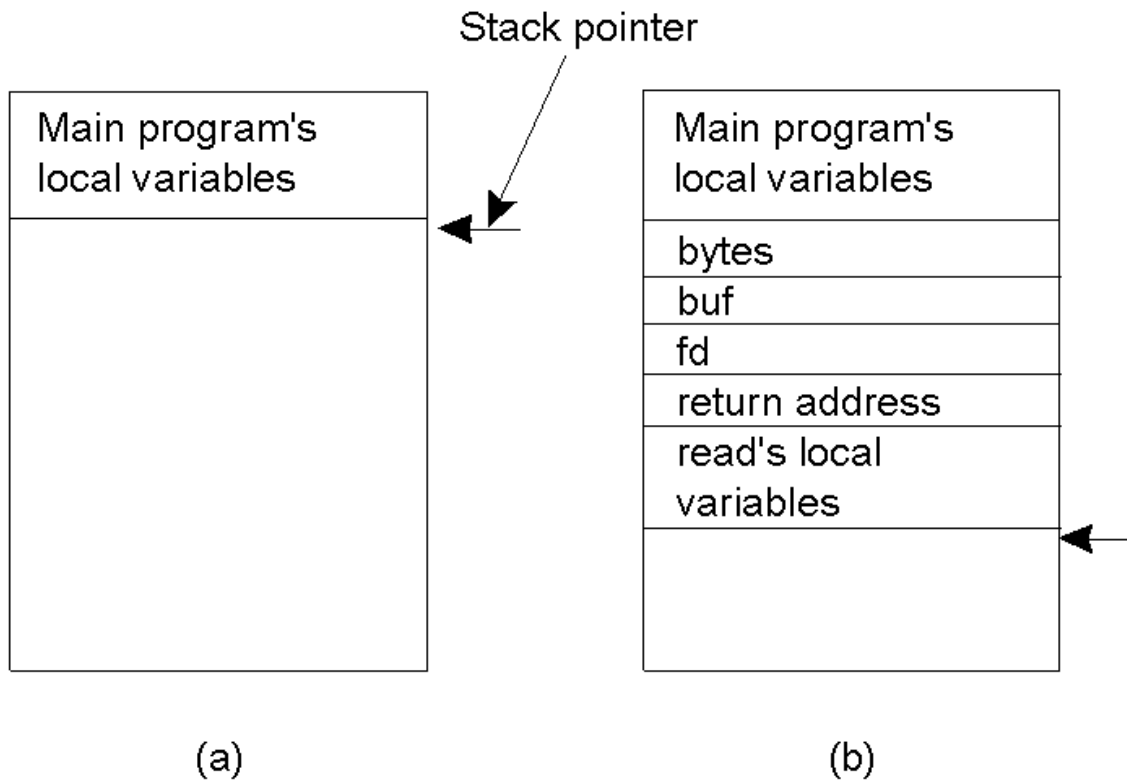 Stack pointer
Main program's
local variables
Main program's
local variables
bytes
buf
fd
return address
read's local
variables
(a)
(b)